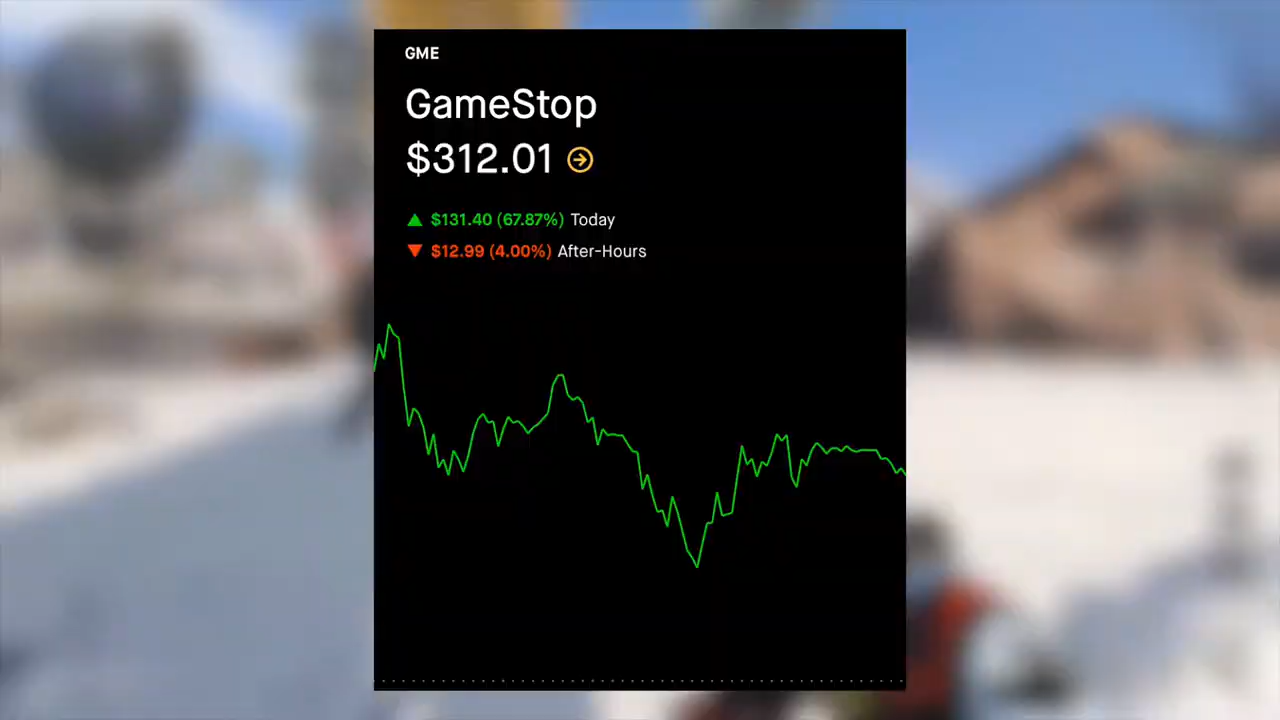 GME
GameStop
$312.01
$131.40 (67.87%) Today
$12.99 (4.00%) After-Hours